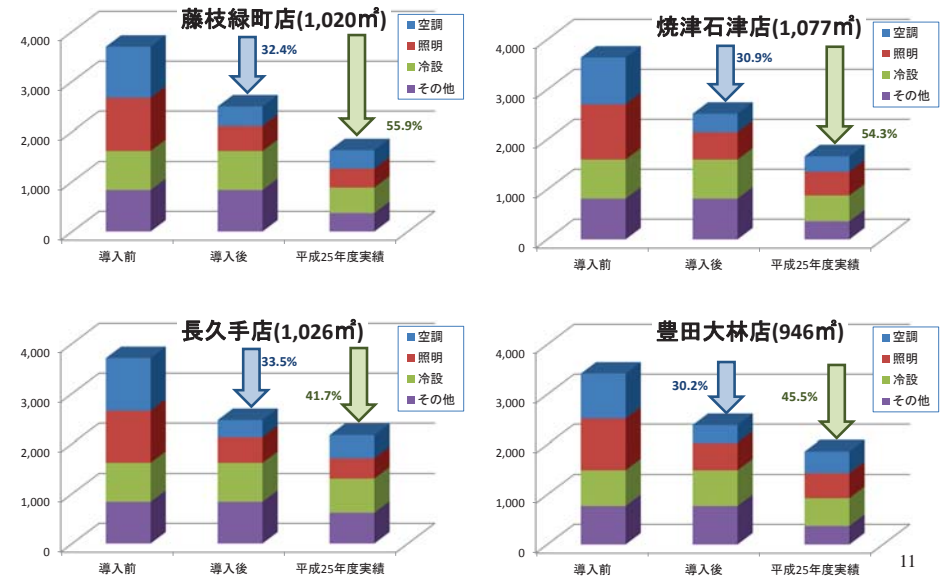 藤枝緑町店(1,020㎡)
4,000
3,000
2,000
1,000
0
32.4%
55.9%
空調
照明
冷設
その他
導入前
導入後
平成25年度実績
焼津石津店(1,077㎡)
4,000
3,000
2,000
1,000
0
30.9%
54.3%
空調
照明
冷設
その他
導入前
導入後
平成25年度実績
長久手店(1,026㎡)
4,000
3,000
2,000
1,000
0
33.5%
41.7%
空調
照明
冷設
その他
導入前
導入後
平成25年度実績
豊田大林店(946㎡)
4,000
3,000
2,000
1,000
0
30.2%
45.5%
空調
照明
冷設
その他
導入前
導入後
平成25年度実績
11